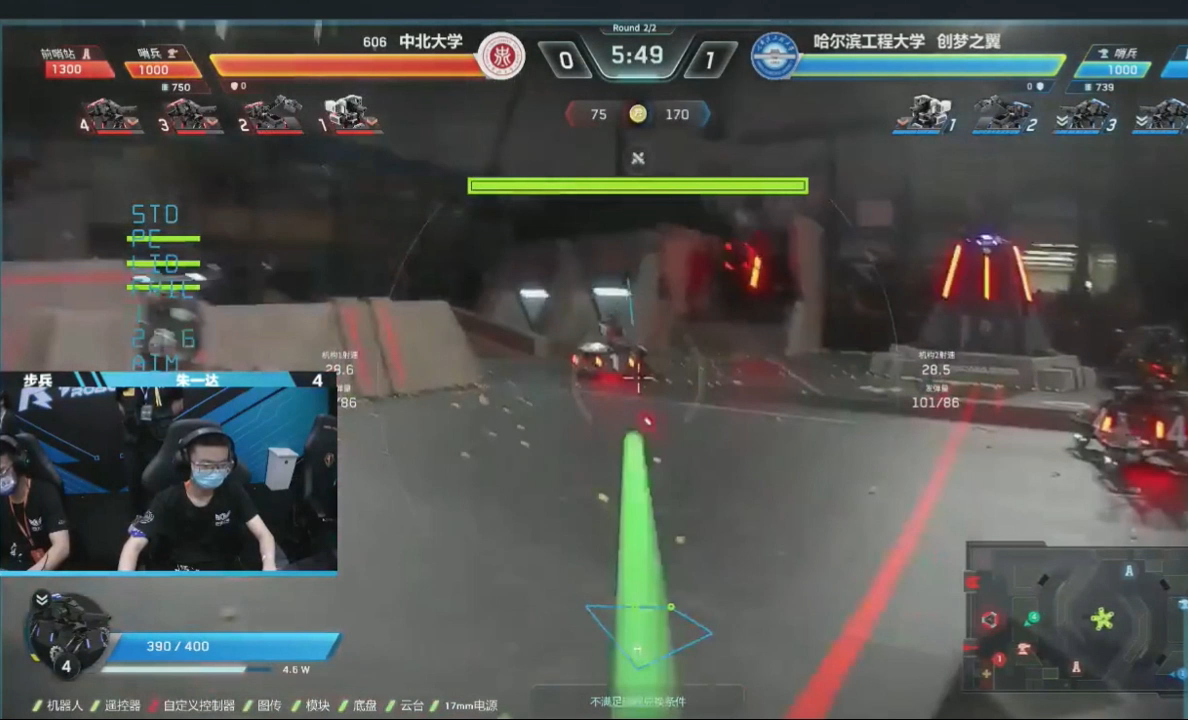 Round 2/2
606 中北大学
0
5:49
1
哈尔滨工程大学 创梦之翼
前哨站
1300
哨兵
1000
750
0
哨兵
1000
0
739
4
3
2
1
75
170
1
2
3
STD
机构1射速
28.6
机构2射速
28.5
发弹量
101/86
步兵
朱一达
4
4
390 / 400
4.6 W
机器人
遥控器
自定义控制器
图传
模块
底盘
云台
17mm电源